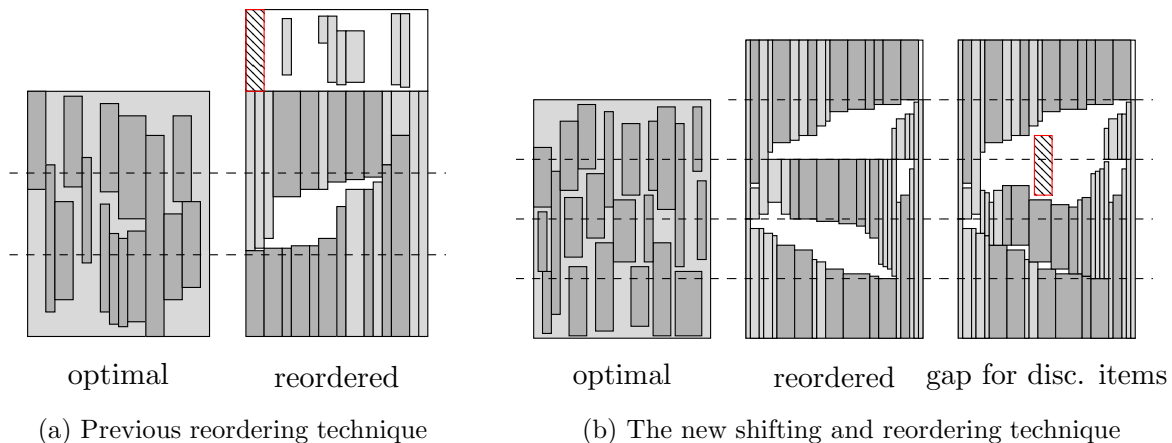 optimal
reordered
optimal
reordered
gap for disc. items
(a) Previous reordering technique
(b) The new shifting and reordering technique